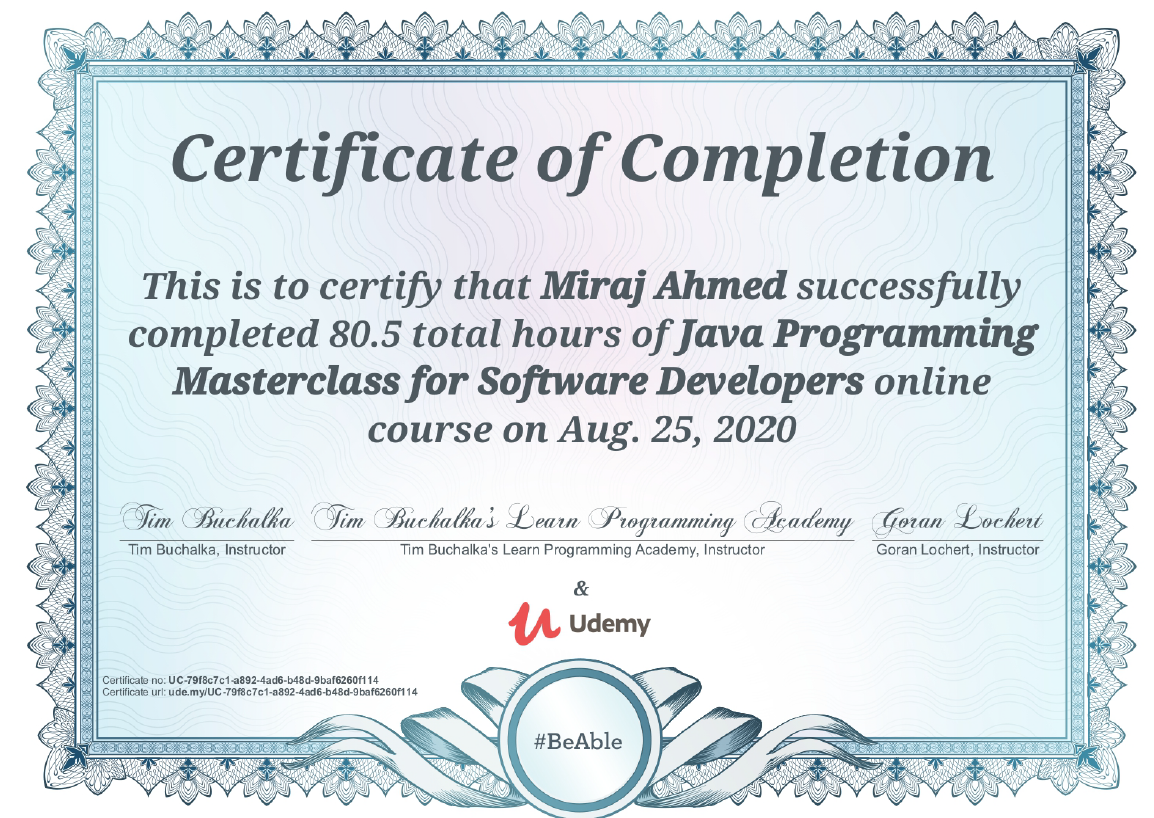 Certificate of Completion
This is to certify that Miraj Ahmed successfully
completed 80.5 total hours of Java Programming
Masterclass for Software Developers online
course on Aug. 25, 2020
Tim Buchalka Tim Buchalka's Learn Programming Academy Goran Lochert
Tim Buchalka, Instructor Tim Buchalka's Learn Programming Academy, Instructor Goran Lochert, Instructor
&
Udemy
Certificate no: UC-79f8c7c1-a892-4ad6-b48d-9baf6260f114
Certificate url: ude.my/UC-79f8c7c1-a892-4ad6-b48d-9baf6260f114
#BeAble